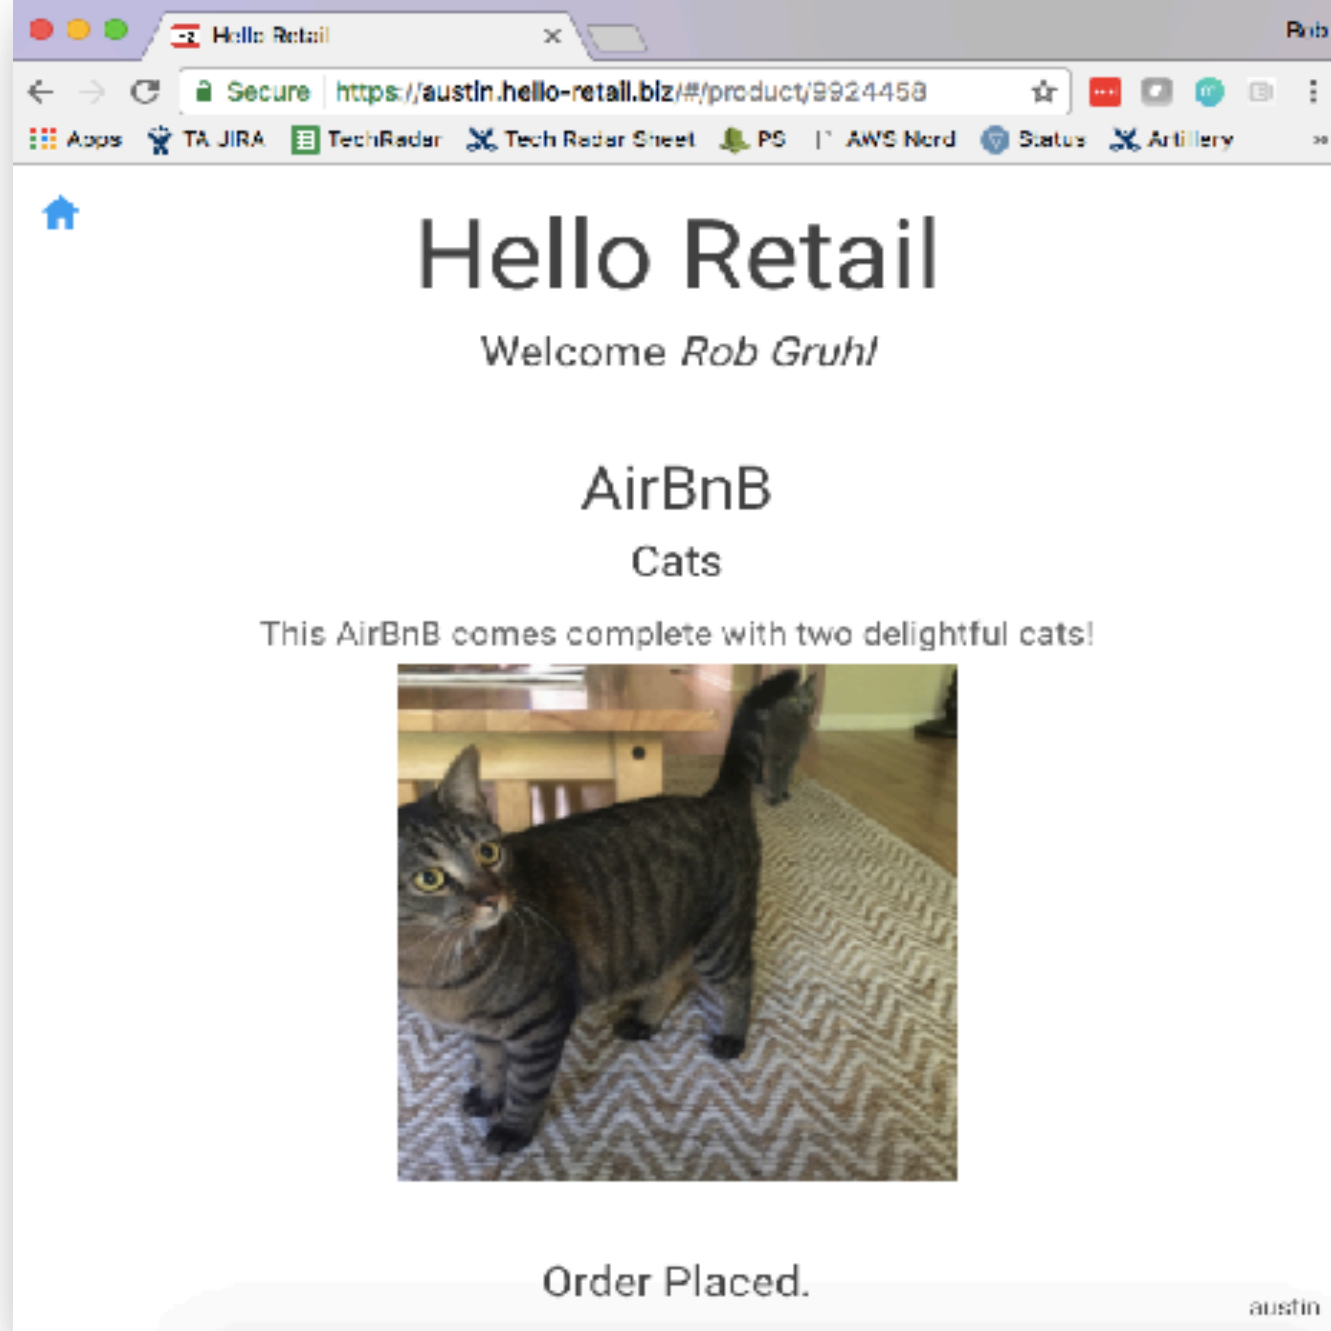 Hello Retail
Rob
Secure https://austin.hello-retail.biz/#/product/9924458
Apps TA JIRA TechRadar Tech Radar Sheet PS AWS Nord Status Artillery
Hello Retail
Welcome Rob Gruhl
AirBnB
Cats
This AirBnB comes complete with two delightful cats!
Order Placed.
austin